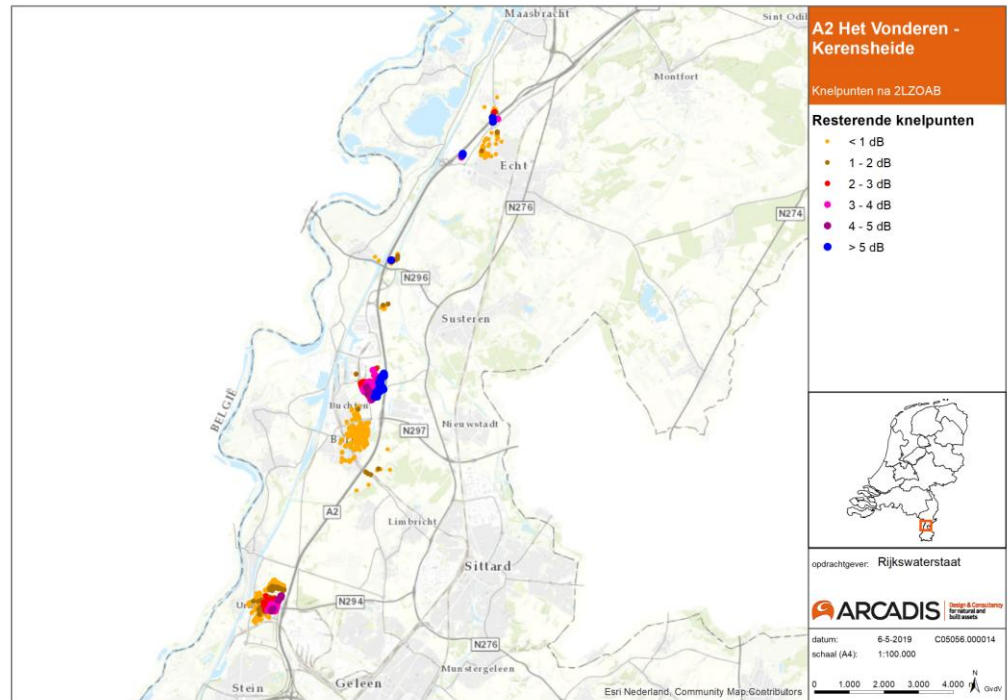 Maasbracht
Montfort
Echt
N276
N274
N296
Susteren
BELGIË
Buchten
Nieuwstadt
N297
A2
Limbricht
Sittard
N294
N276
Munstergeleen
Stein
Geleen
Esri Nederland, Community Map Contributors
A2 Het Vonderen -
Kerensheide
Knelpunten na 2LZOAB
Resterende knelpunten
< 1 dB
1 - 2 dB
2 - 3 dB
3 - 4 dB
4 - 5 dB
> 5 dB
opdrachtgever: Rijkswaterstaat
ARCADIS
Design & Consultancy
for natural and
built assets
datum: 6-5-2019 C05056.000014
schaal (A4): 1:100.000
0 1.000 2.000 3.000 4.000